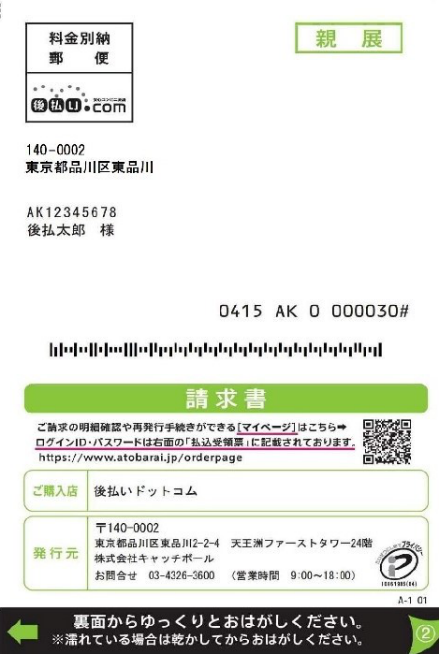 料金別納
郵便
親展
後払い.com
140-0002
東京都品川区東品川
AK12345678
後払太郎 様
0415 AK 0 000030#
請求書
ご請求の明細確認や再発行手続きができる[マイページ]はこちら➡
ログインID・パスワードは右面の「払込受領票」に記載されております。
https://www.atobarai.jp/orderpage
ご購入店 後払いドットコム
発行元
〒140-0002
東京都品川区東品川2-2-4 天王洲ファーストタワー24階
株式会社キャッチボール
お問合せ 03-4326-3600 (営業時間 9:00～18:00)
A-1 01
裏面からゆっくりとおはがしください。
※濡れている場合は乾かしてからおはがしください。
②